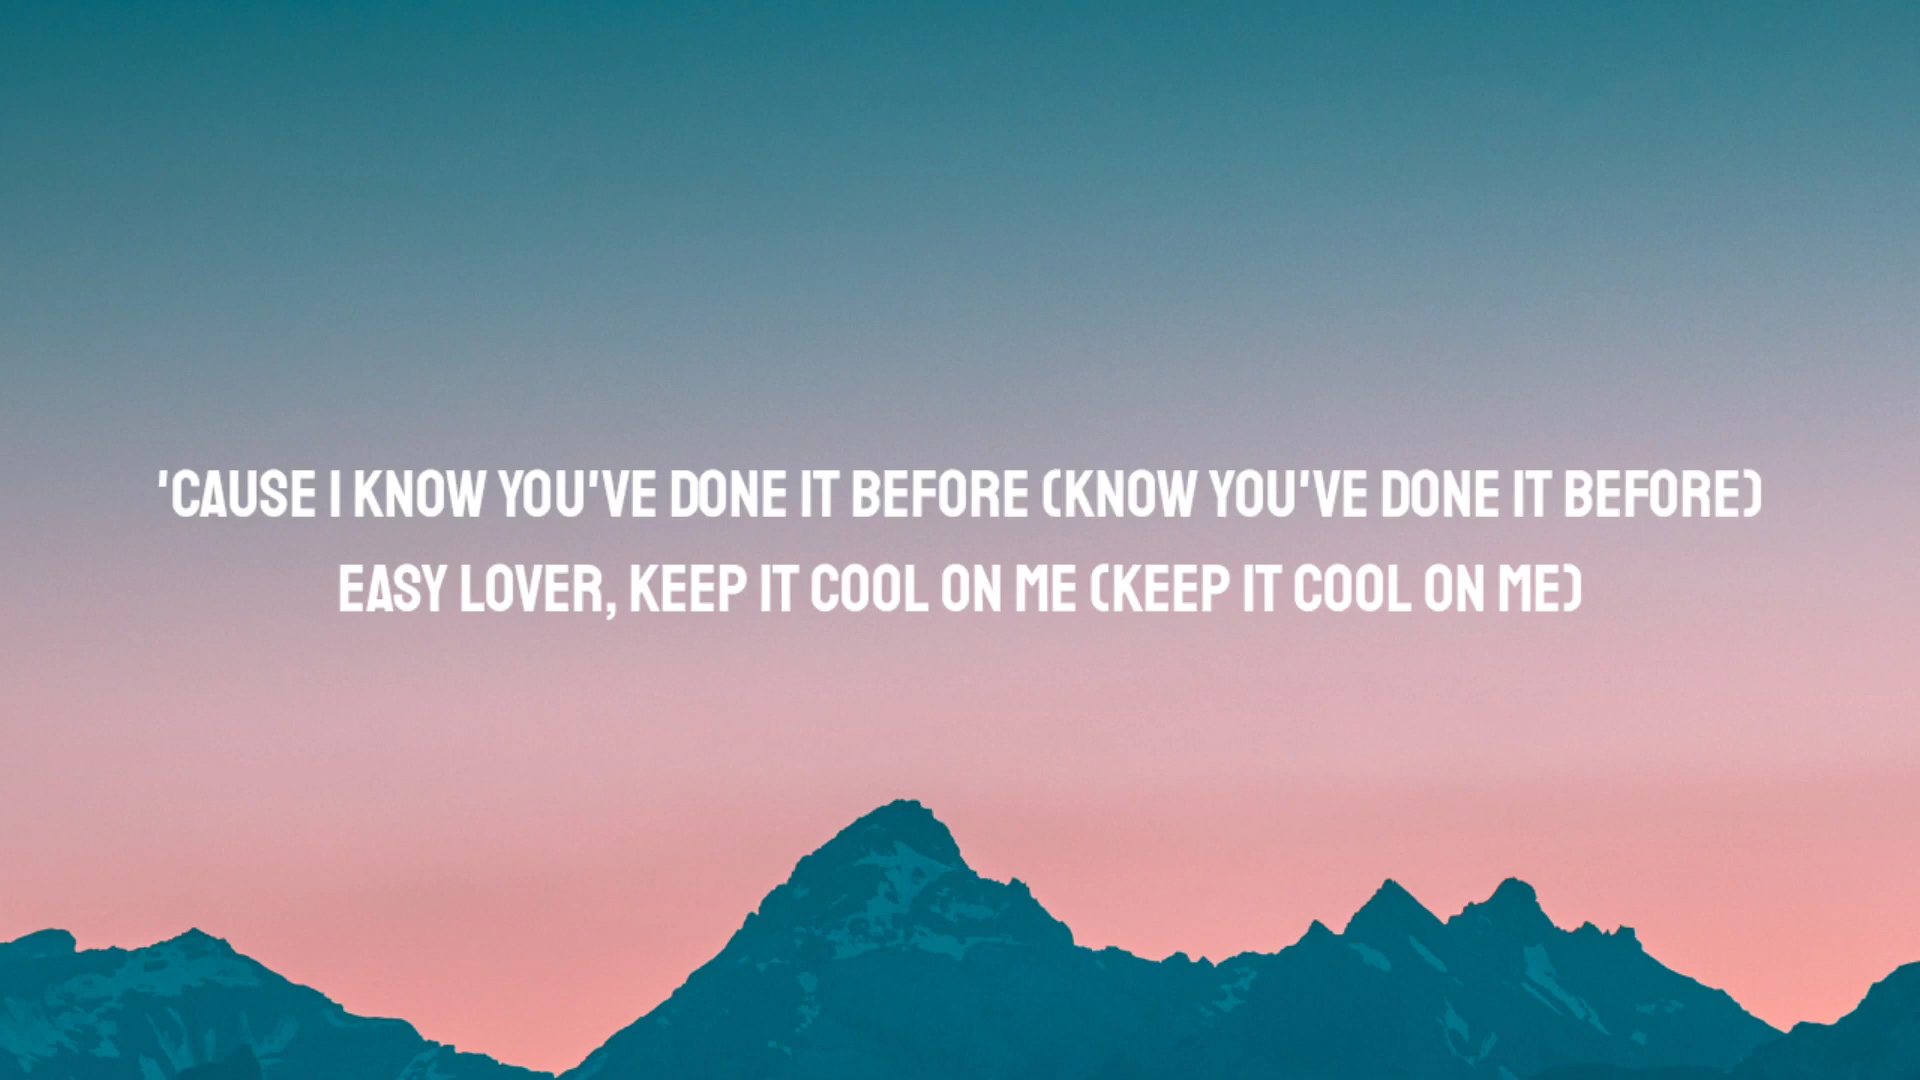 'CAUSE I KNOW YOU'VE DONE IT BEFORE (KNOW YOU'VE DONE IT BEFORE)
EASY LOVER, KEEP IT COOL ON ME (KEEP IT COOL ON ME)